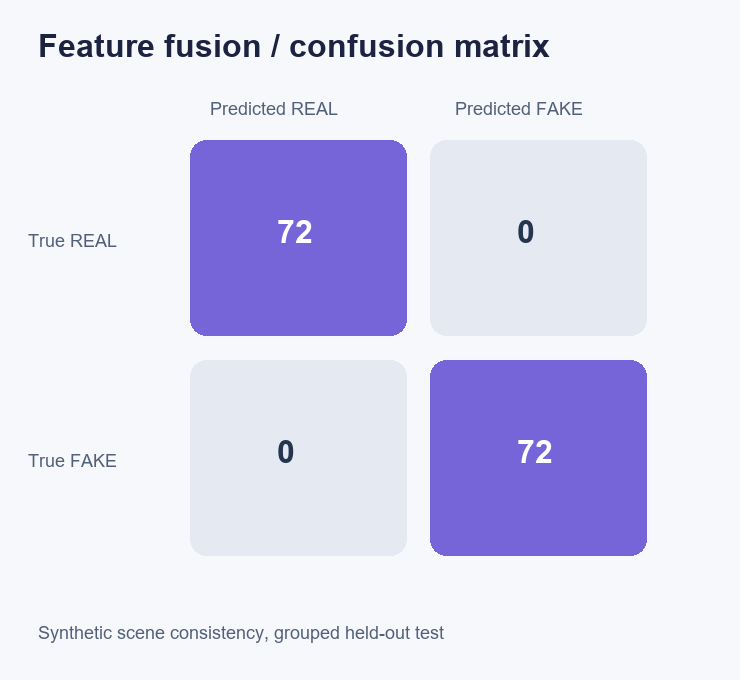 Feature fusion / confusion matrix
Predicted REAL Predicted FAKE
True REAL 72 0
True FAKE 0 72
Synthetic scene consistency, grouped held-out test